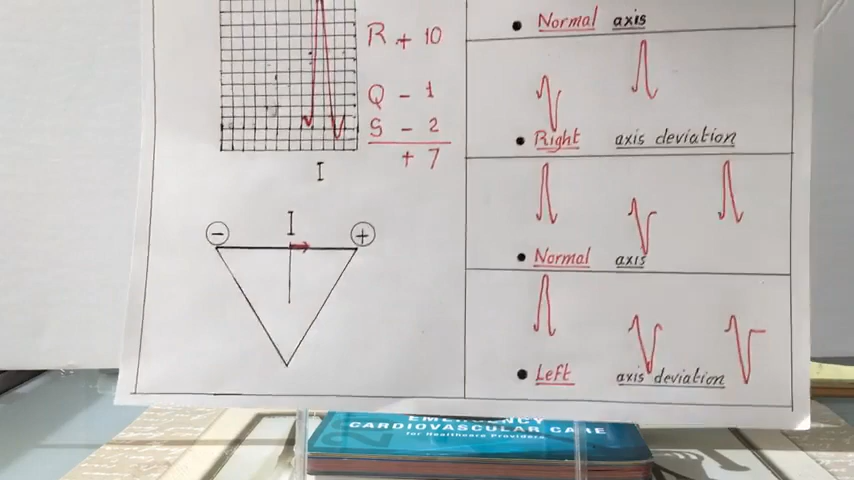 R + 10
Q - 1
S - 2
+ 7
I
I
- +
• Normal axis
• Right axis deviation
• Normal axis
• Left axis deviation
EMERGENCY
CARDIOVASCULAR CARE
for Healthcare Providers